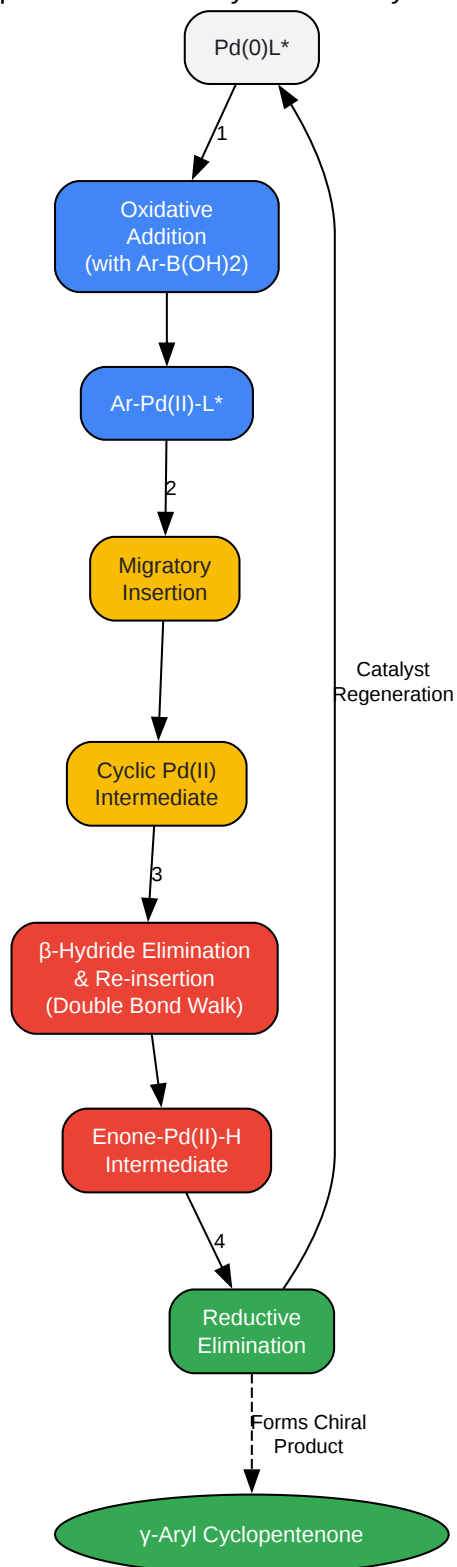 Pd(0)L*
1
Oxidative
Addition
(with Ar-B(OH)2)
Ar-Pd(II)-L*
2
Migratory
Insertion
Catalyst
Regeneration
Cyclic Pd(II)
Intermediate
3
β-Hydride Elimination
& Re-insertion
(Double Bond Walk)
Enone-Pd(II)-H
Intermediate
4
Reductive
Elimination
Forms Chiral
Product
γ-Aryl Cyclopentenone